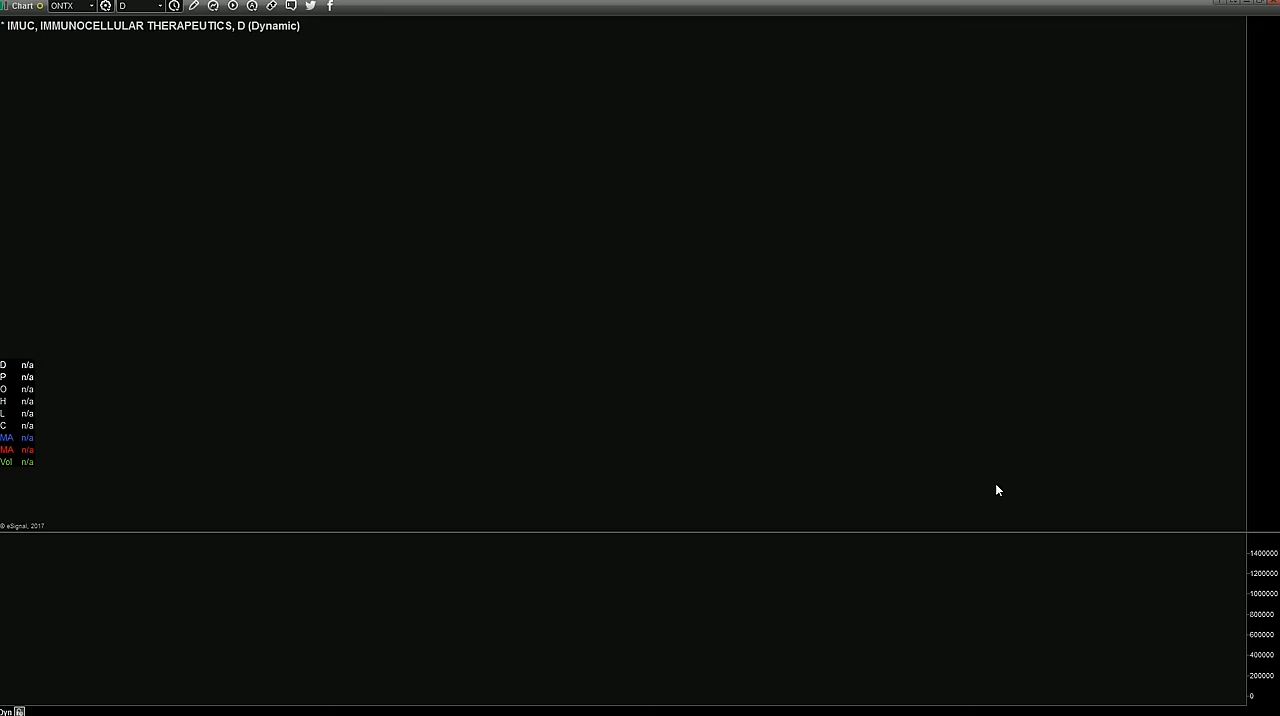 Chart ONTX D
* IMUC, IMMUNOCELLULAR THERAPEUTICS, D (Dynamic)
D n/a
P n/a
O n/a
H n/a
L n/a
C n/a
MA n/a
MA n/a
Vol n/a
© eSignal, 2017
1400000
1200000
1000000
800000
600000
400000
200000
0
Dyn